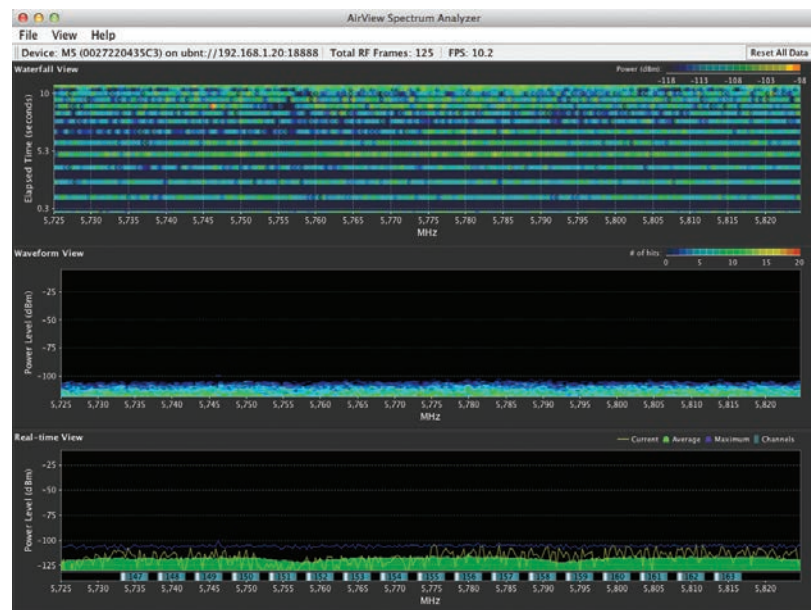 AirView Spectrum Analyzer
File View Help
Device: M5 (0027220435C3) on ubnt://192.168.1.20:18888 Total RF Frames: 125 FPS: 10.2 Reset All Data
Waterfall View Power (dBm):
-118 -113 -108 -103 -98
Elapsed Time (seconds)
10
5.3
0.3
5,725 5,730 5,735 5,740 5,745 5,750 5,755 5,760 5,765 5,770 5,775 5,780 5,785 5,790 5,795 5,800 5,805 5,810 5,815 5,820
MHz
Waveform View # of hits:
0 5 10 15 20
Power Level (dBm)
-25
-50
-75
-100
5,725 5,730 5,735 5,740 5,745 5,750 5,755 5,760 5,765 5,770 5,775 5,780 5,785 5,790 5,795 5,800 5,805 5,810 5,815 5,820
MHz
Real-time View Current Average Maximum Channels
Power Level (dBm)
-25
-50
-75
-100
-125
147 148 149 150 151 152 153 154 155 156 157 158 159 160 161 162 163
5,725 5,730 5,735 5,740 5,745 5,750 5,755 5,760 5,765 5,770 5,775 5,780 5,785 5,790 5,795 5,800 5,805 5,810 5,815 5,820
MHz